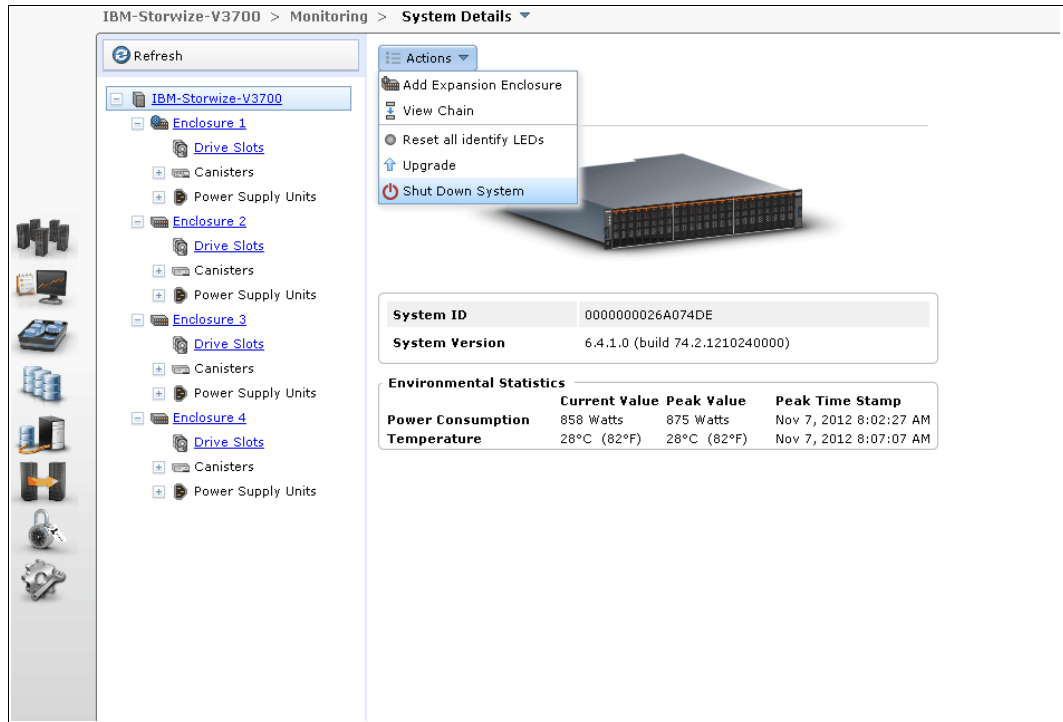 IBM-Storwize-V3700 > Monitoring > System Details
Refresh
IBM-Storwize-V3700
Enclosure 1
Drive Slots
Canisters
Power Supply Units
Enclosure 2
Drive Slots
Canisters
Power Supply Units
Enclosure 3
Drive Slots
Canisters
Power Supply Units
Enclosure 4
Drive Slots
Canisters
Power Supply Units
Actions
Add Expansion Enclosure
View Chain
Reset all identify LEDs
Upgrade
Shut Down System
System ID 0000000026A074DE
System Version 6.4.1.0 (build 74.2.1210240000)
Environmental Statistics
Current Value Peak Value Peak Time Stamp
Power Consumption 858 Watts 875 Watts Nov 7, 2012 8:02:27 AM
Temperature 28°C (82°F) 28°C (82°F) Nov 7, 2012 8:07:07 AM